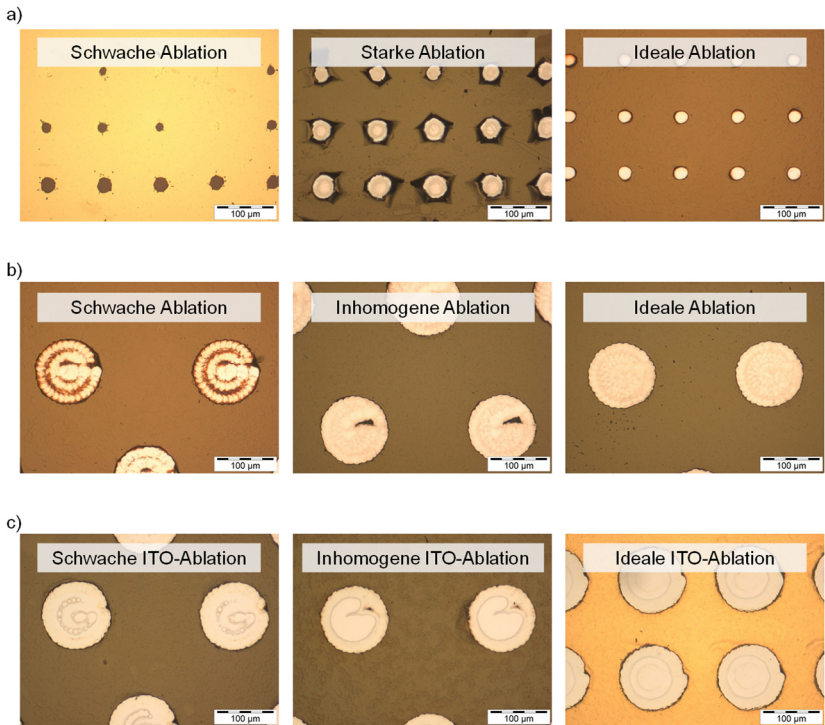 a)
Schwache Ablation
Starke Ablation
Ideale Ablation
100 µm
100 µm
100 µm
b)
Schwache Ablation
Inhomogene Ablation
Ideale Ablation
100 µm
100 µm
100 µm
c)
Schwache ITO-Ablation
Inhomogene ITO-Ablation
Ideale ITO-Ablation
100 µm
100 µm
100 µm